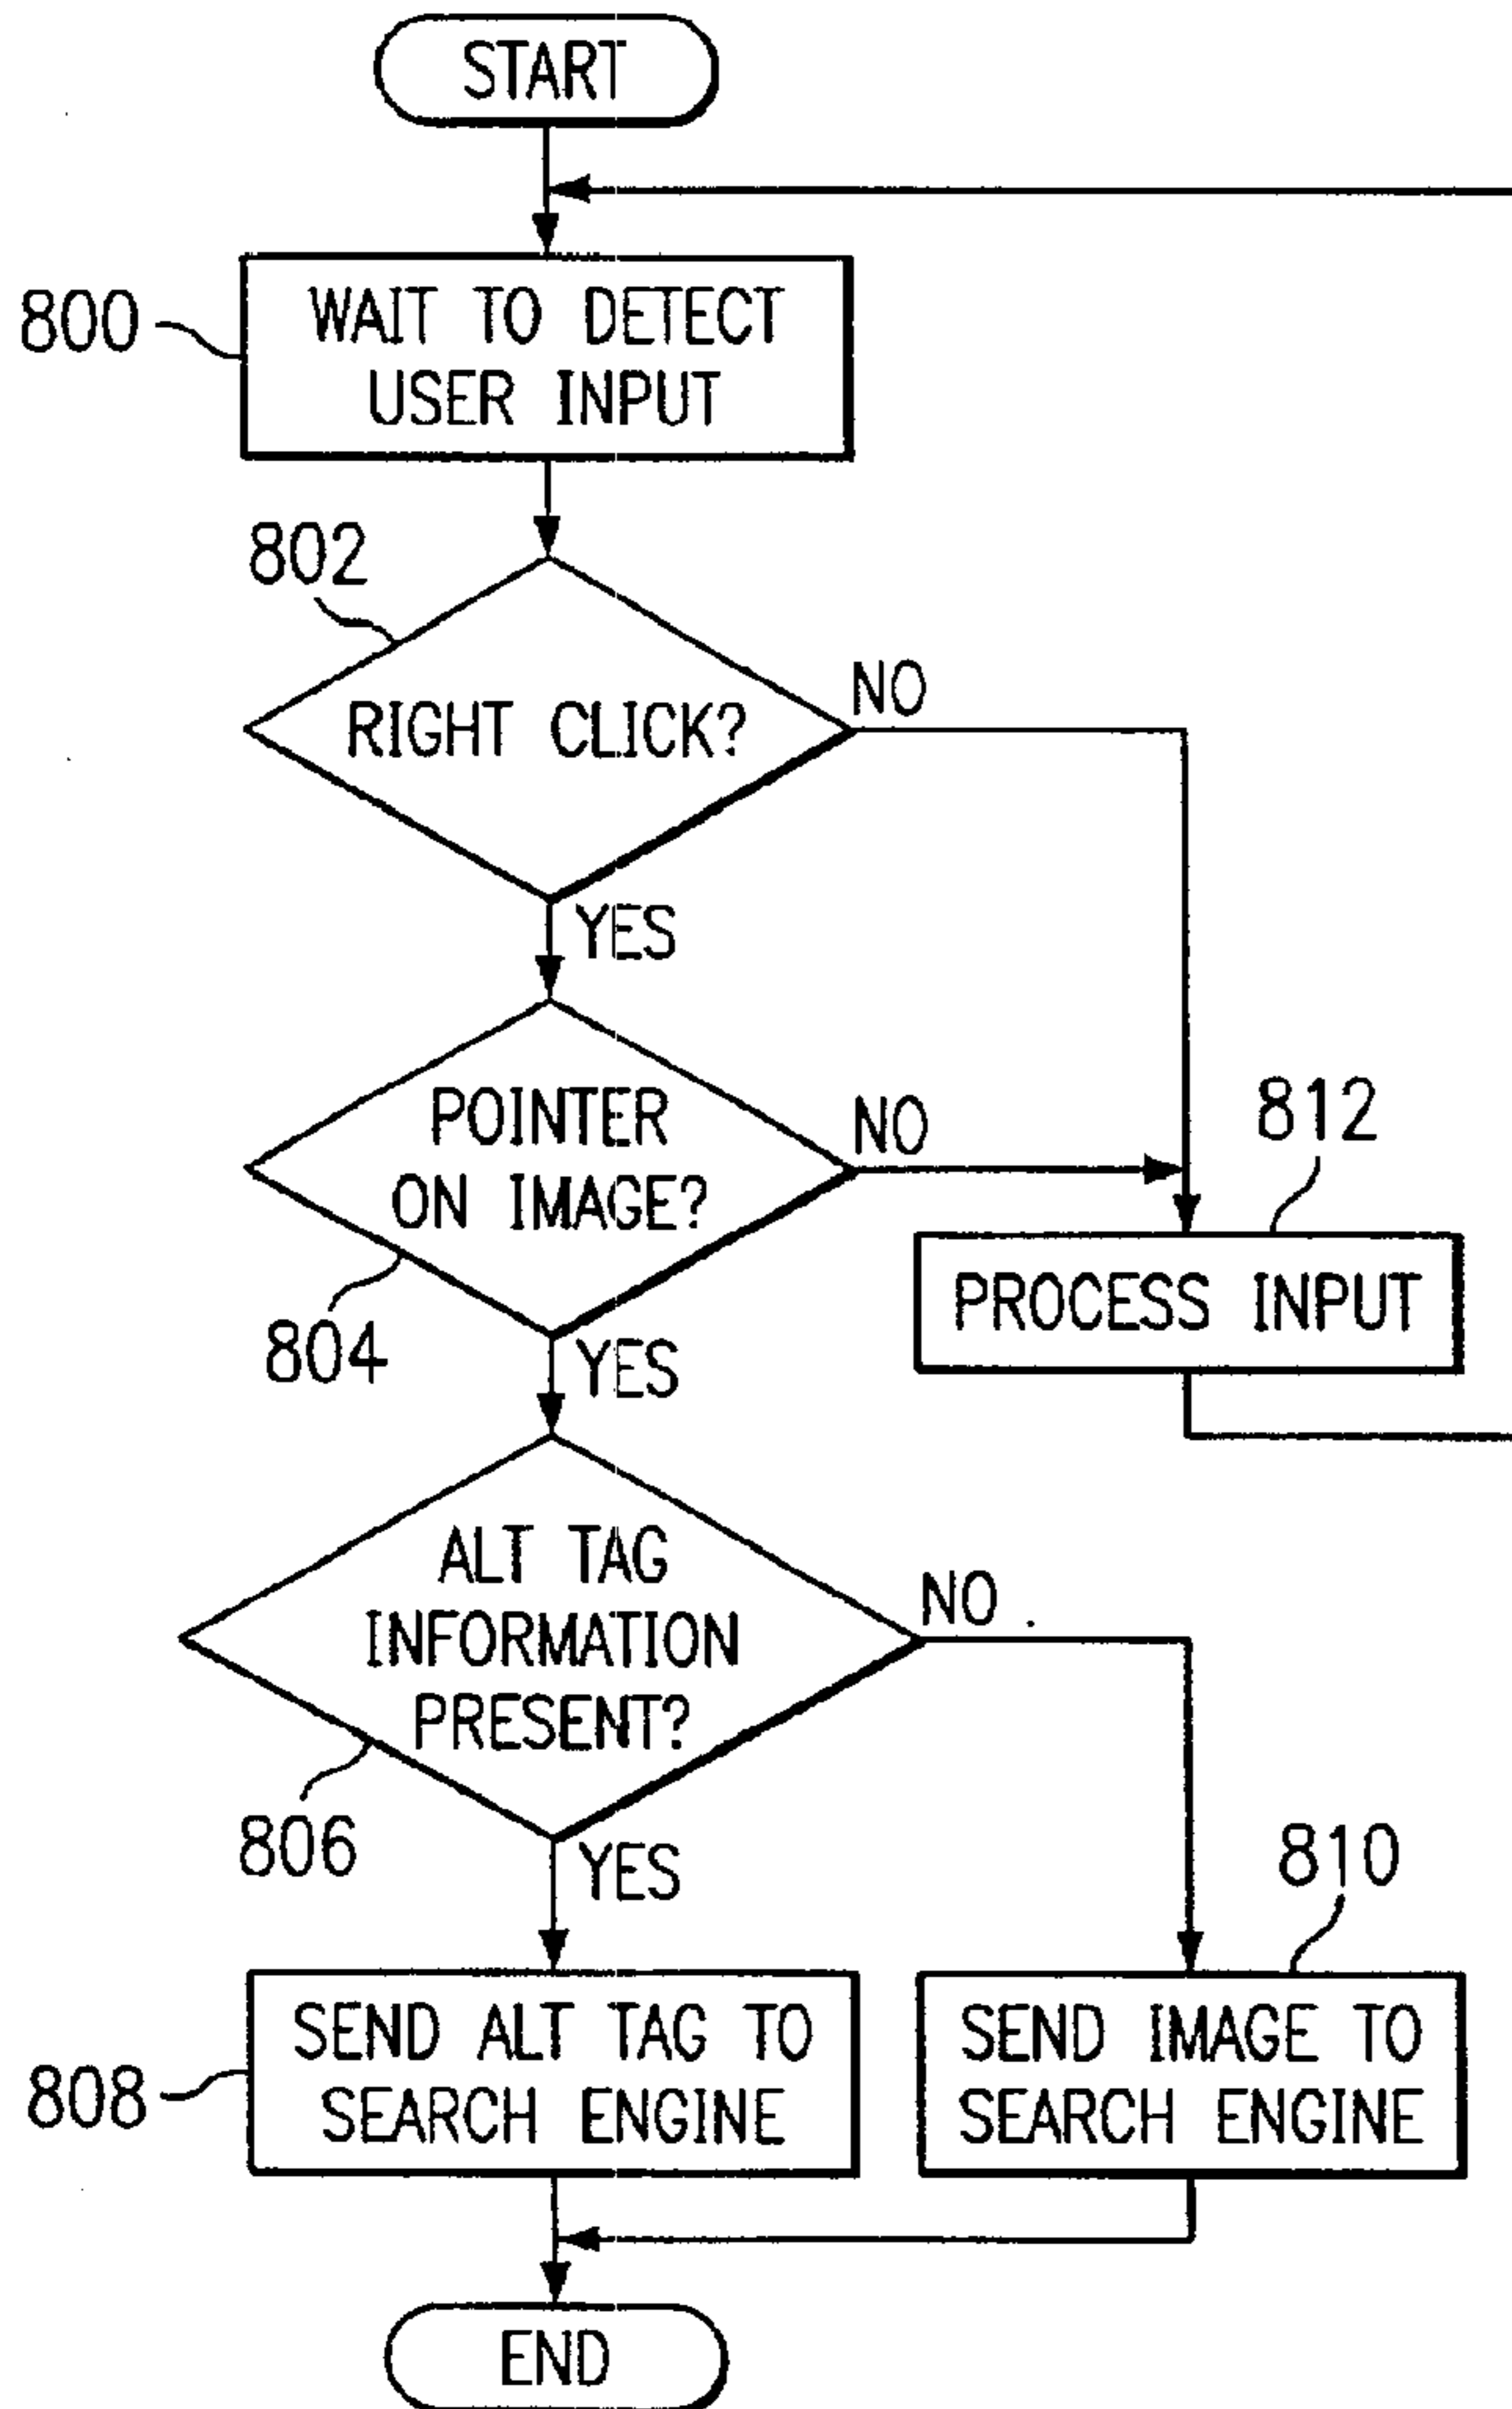 START
800
WAIT TO DETECT
USER INPUT
802
RIGHT CLICK?
NO
YES
POINTER
ON IMAGE?
NO
804
YES
812
PROCESS INPUT
ALT TAG
INFORMATION
PRESENT?
NO
806
YES
810
808
SEND ALT TAG TO
SEARCH ENGINE
SEND IMAGE TO
SEARCH ENGINE
END